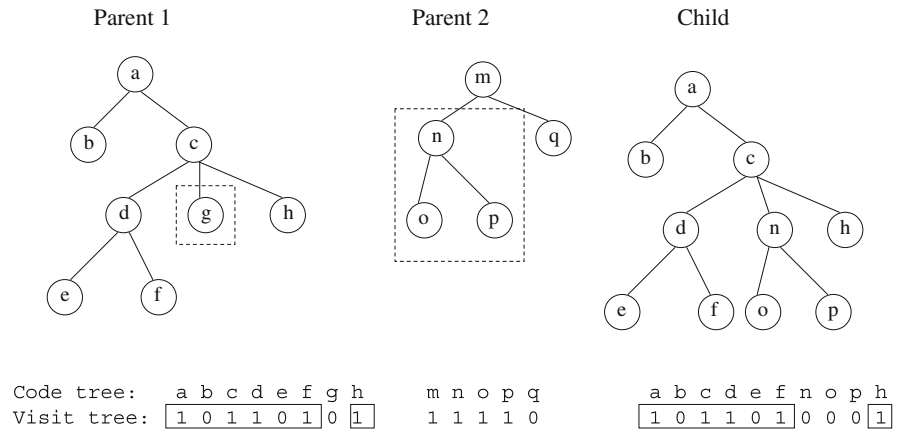 Parent 1 Parent 2 Child
a m a
b c n q b c
d g h o p d n h
e f e f o p
Code tree: a b c d e f g h m n o p q a b c d e f n o p h
Visit tree: 1 0 1 1 0 1 0 1 1 1 1 1 0 1 0 1 1 0 1 0 0 0 1